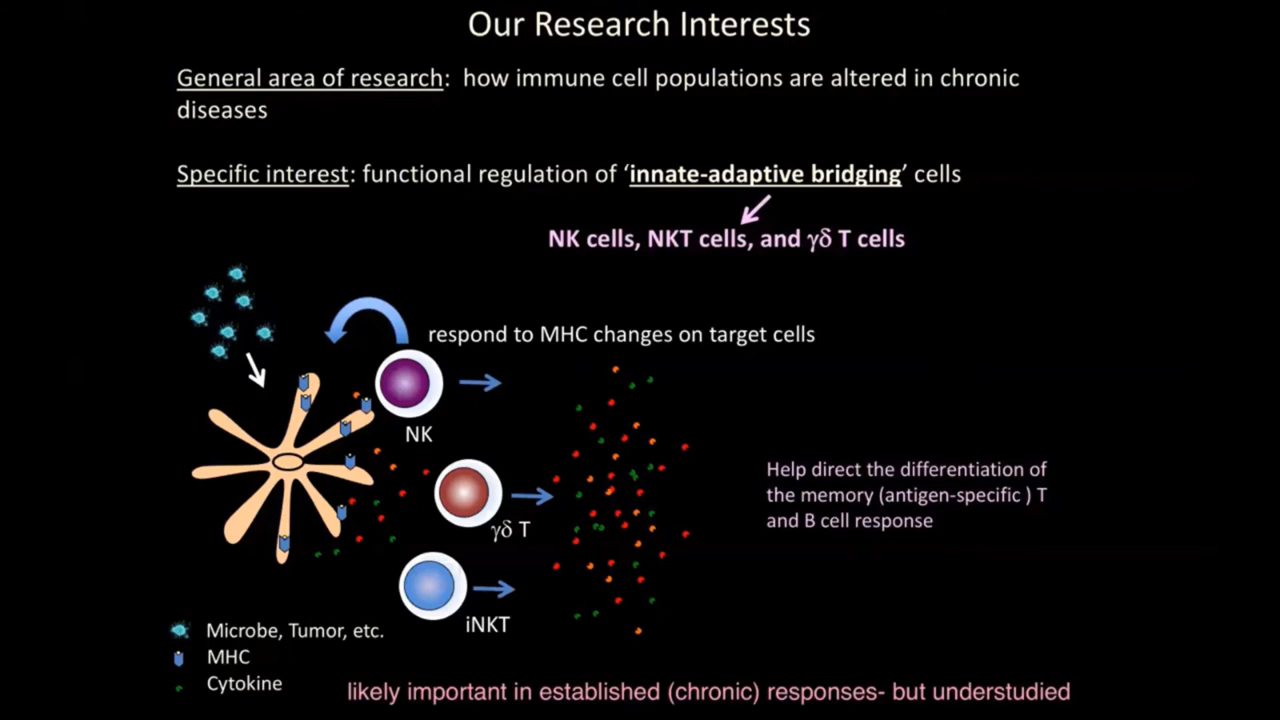 Our Research Interests
General area of research: how immune cell populations are altered in chronic
diseases
Specific interest: functional regulation of ‘innate-adaptive bridging’ cells
NK cells, NKT cells, and γδ T cells
respond to MHC changes on target cells
NK
γδ T
iNKT
Help direct the differentiation of
the memory (antigen-specific ) T
and B cell response
Microbe, Tumor, etc.
MHC
Cytokine
likely important in established (chronic) responses- but understudied